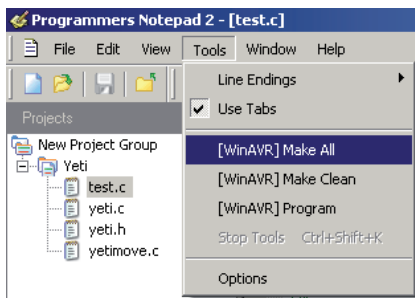 Programmers Notepad 2 - [test.c]
File Edit View Tools Window Help
Line Endings
Use Tabs
Projects
New Project Group
[WinAVR] Make All
Yeti
[WinAVR] Make Clean
test.c
yeti.c
[WinAVR] Program
yeti.h
Stop Tools Ctrl+Shift+K
yetimove.c
Options